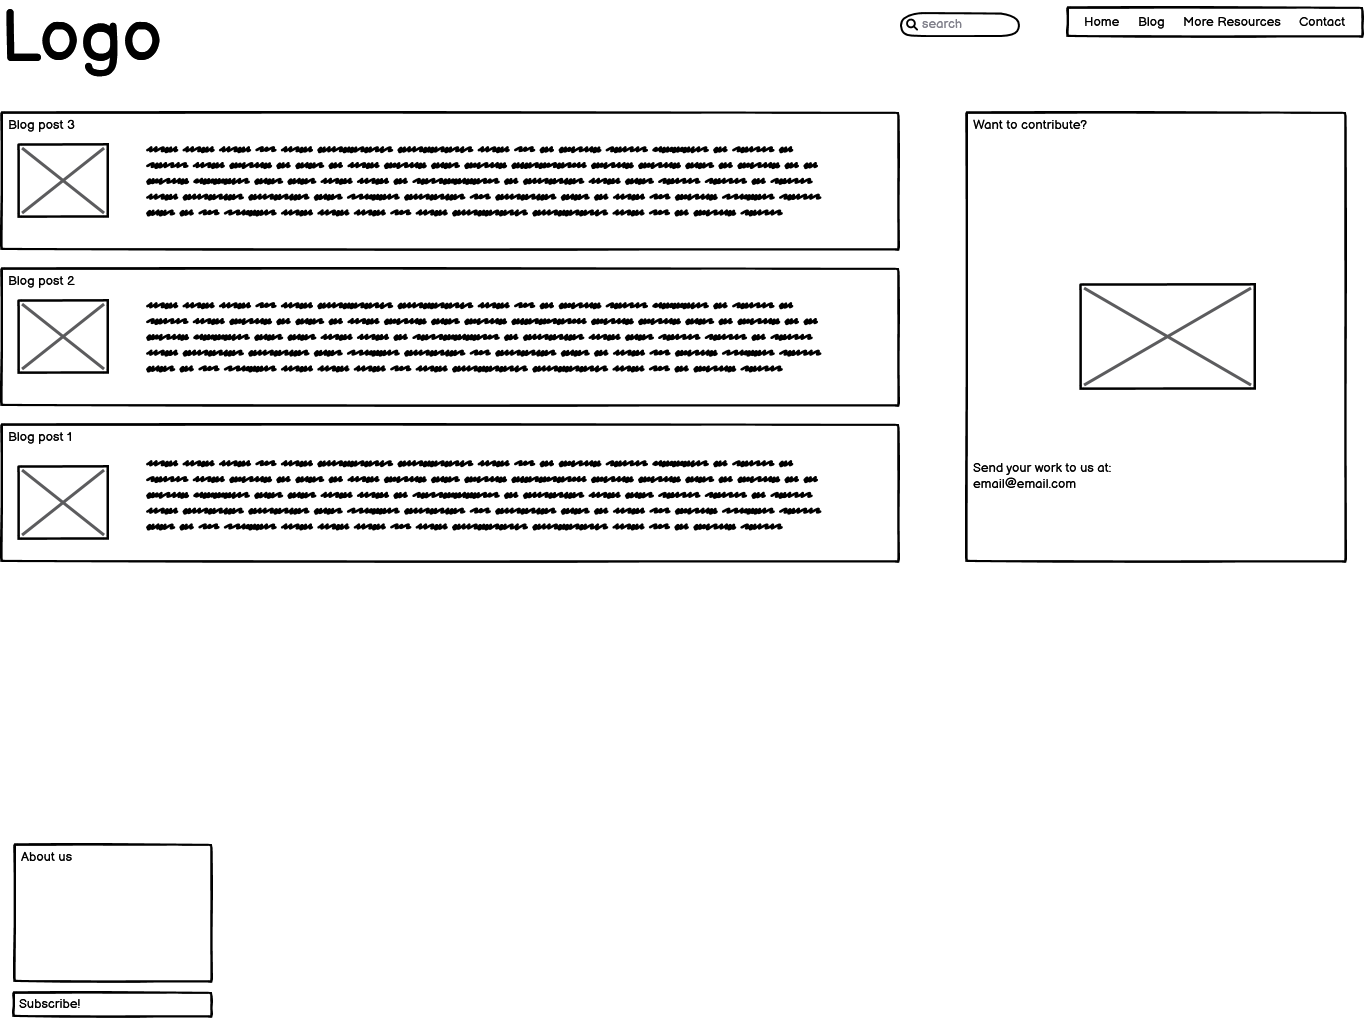 Logo
search
Home Blog More Resources Contact
Blog post 3
Blog post 2
Blog post 1
Want to contribute?
Send your work to us at:
email@email.com
About us
Subscribe!